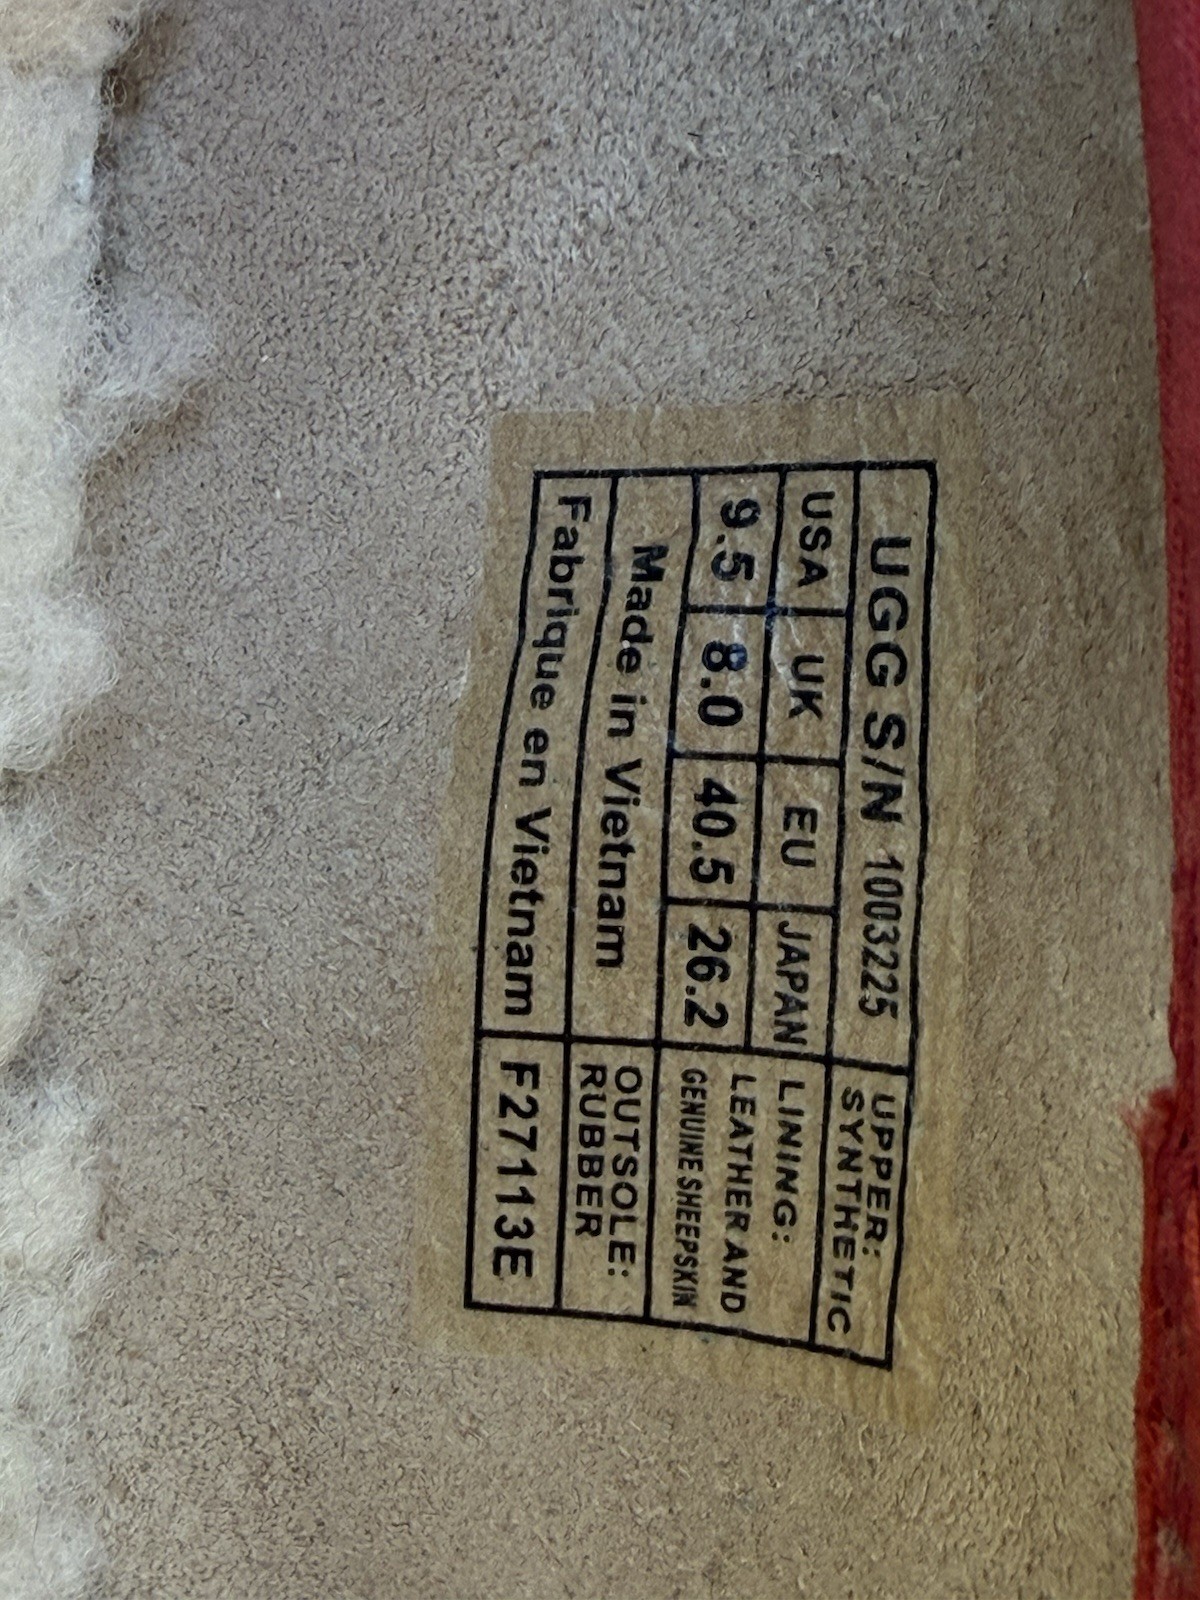 UGG S/N 1003225
UPPER:
SYNTHETIC
USA UK EU JAPAN
9.5 8.0 40.5 26.2
LINING:
LEATHER AND
GENUINE SHEEPSKIN
Made in Vietnam
OUTSOLE:
RUBBER
Fabrique en Vietnam
F27113E